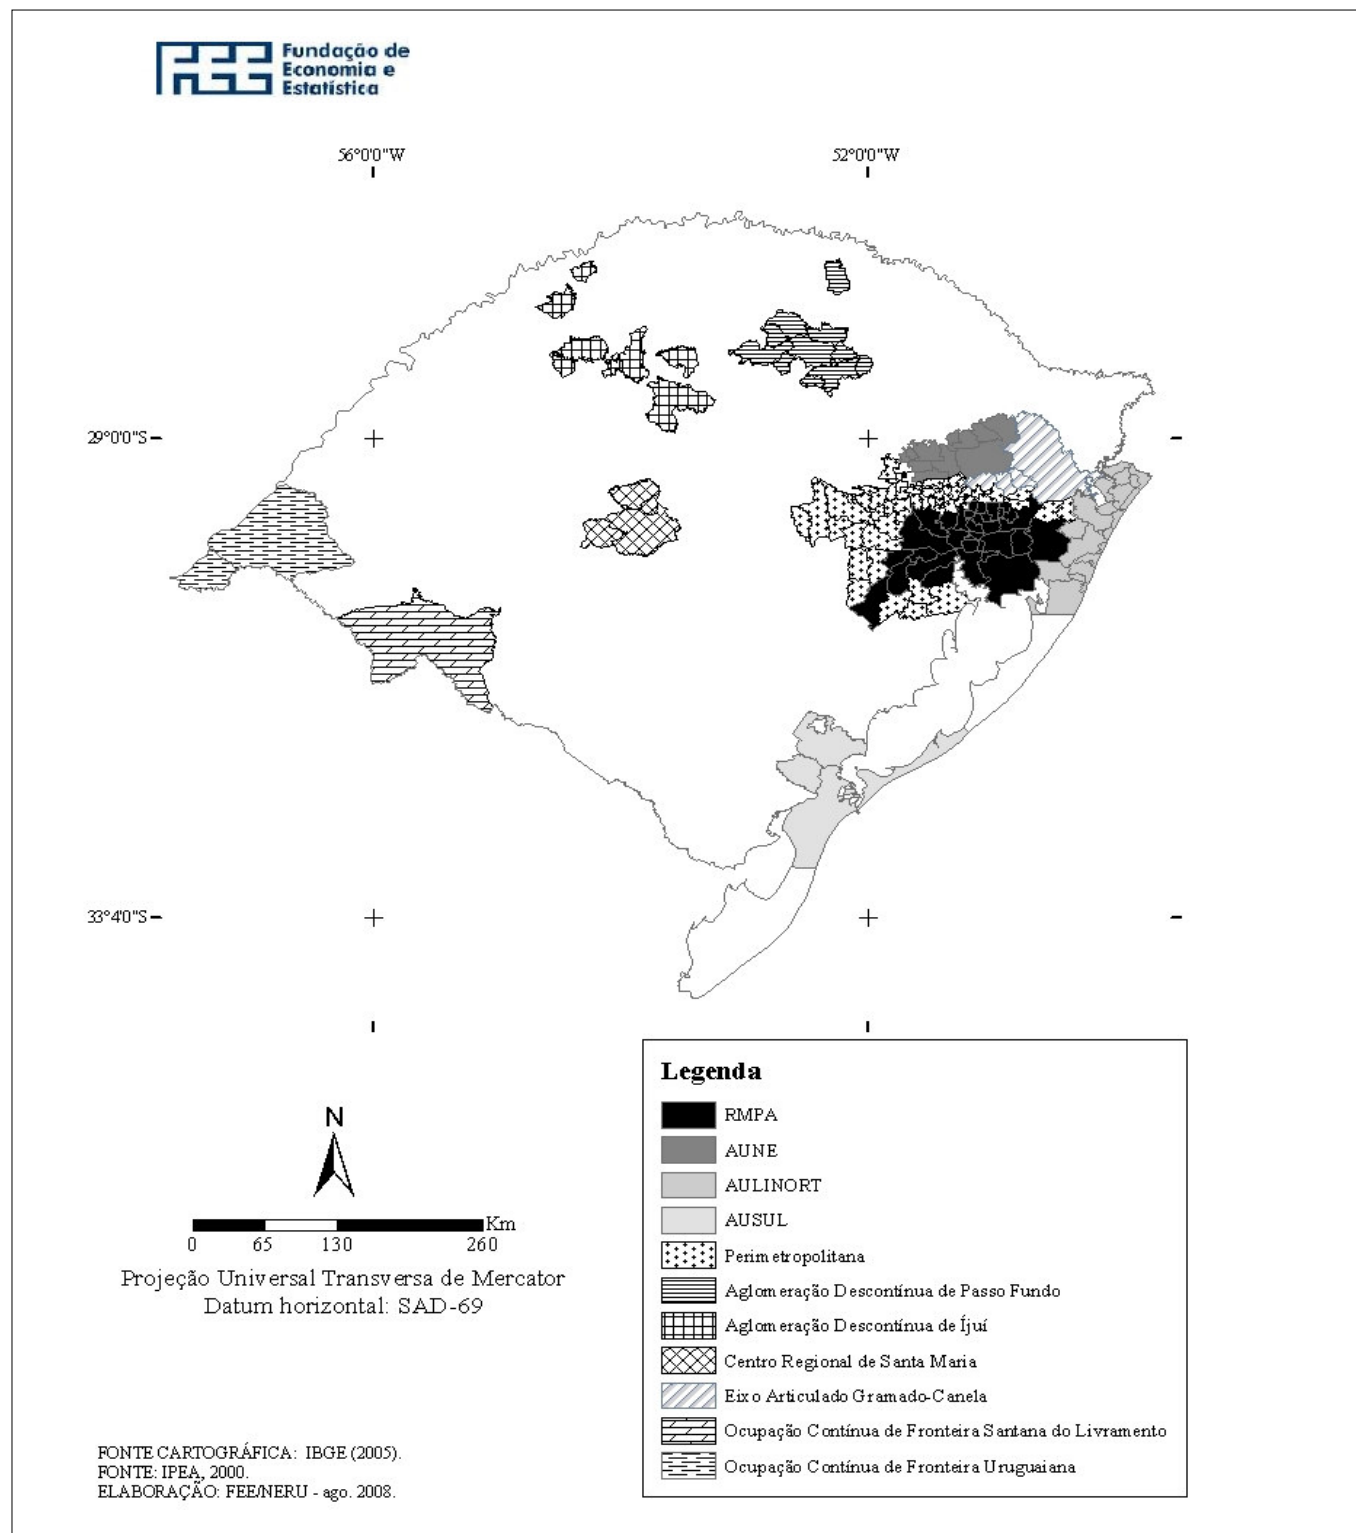 FEE
Fundação de
Economia e
Estatística
56°0'0"W
52°0'0"W
29°0'0"S
33°4'0"S
N
Km
0 65 130 260
Projeção Universal Transversa de Mercator
Datum horizontal: SAD-69
Legenda
RMPA
AUNE
AULINORT
AUSUL
Perimetropolitana
Aglomeração Descontínua de Passo Fundo
Aglomeração Descontínua de Íjuí
Centro Regional de Santa Maria
Eixo Articulado Gramado-Canela
Ocupação Contínua de Fronteira Santana do Livramento
Ocupação Contínua de Fronteira Uruguaiana
FONTE CARTOGRÁFICA: IBGE (2005).
FONTE: IPEA, 2000.
ELABORAÇÃO: FEE/NERU - ago. 2008.